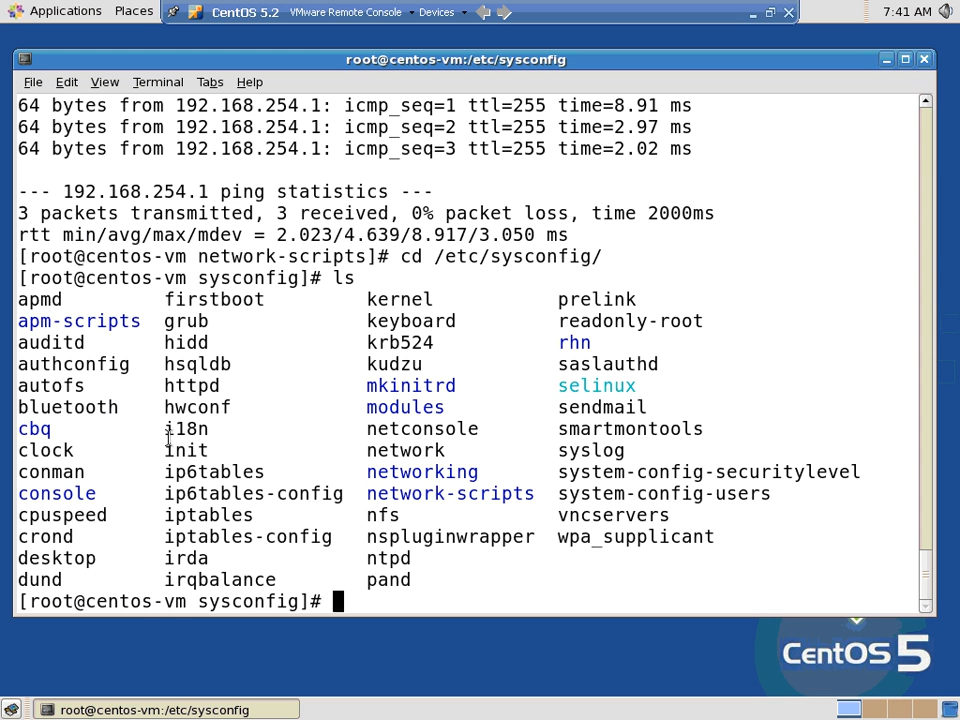 Applications Places CentOS 5.2 VMware Remote Console Devices 7:41 AM
root@centos-vm:/etc/sysconfig
File Edit View Terminal Tabs Help
64 bytes from 192.168.254.1: icmp_seq=1 ttl=255 time=8.91 ms
64 bytes from 192.168.254.1: icmp_seq=2 ttl=255 time=2.97 ms
64 bytes from 192.168.254.1: icmp_seq=3 ttl=255 time=2.02 ms
--- 192.168.254.1 ping statistics ---
3 packets transmitted, 3 received, 0% packet loss, time 2000ms
rtt min/avg/max/mdev = 2.023/4.639/8.917/3.050 ms
[root@centos-vm network-scripts]# cd /etc/sysconfig/
[root@centos-vm sysconfig]# ls
apmd firstboot kernel prelink
apm-scripts grub keyboard readonly-root
auditd hidd krb524 rhn
authconfig hsqldb kudzu saslauthd
autofs httpd mkinitrd selinux
bluetooth hwconf modules sendmail
cbq i18n netconsole smartmontools
clock init network syslog
conman ip6tables networking system-config-securitylevel
console ip6tables-config network-scripts system-config-users
cpuspeed iptables nfs vncservers
crond iptables-config nspluginwrapper wpa_supplicant
desktop irda ntpd
dund irqbalance pand
[root@centos-vm sysconfig]#
CentOS 5
root@centos-vm:/etc/sysconfig